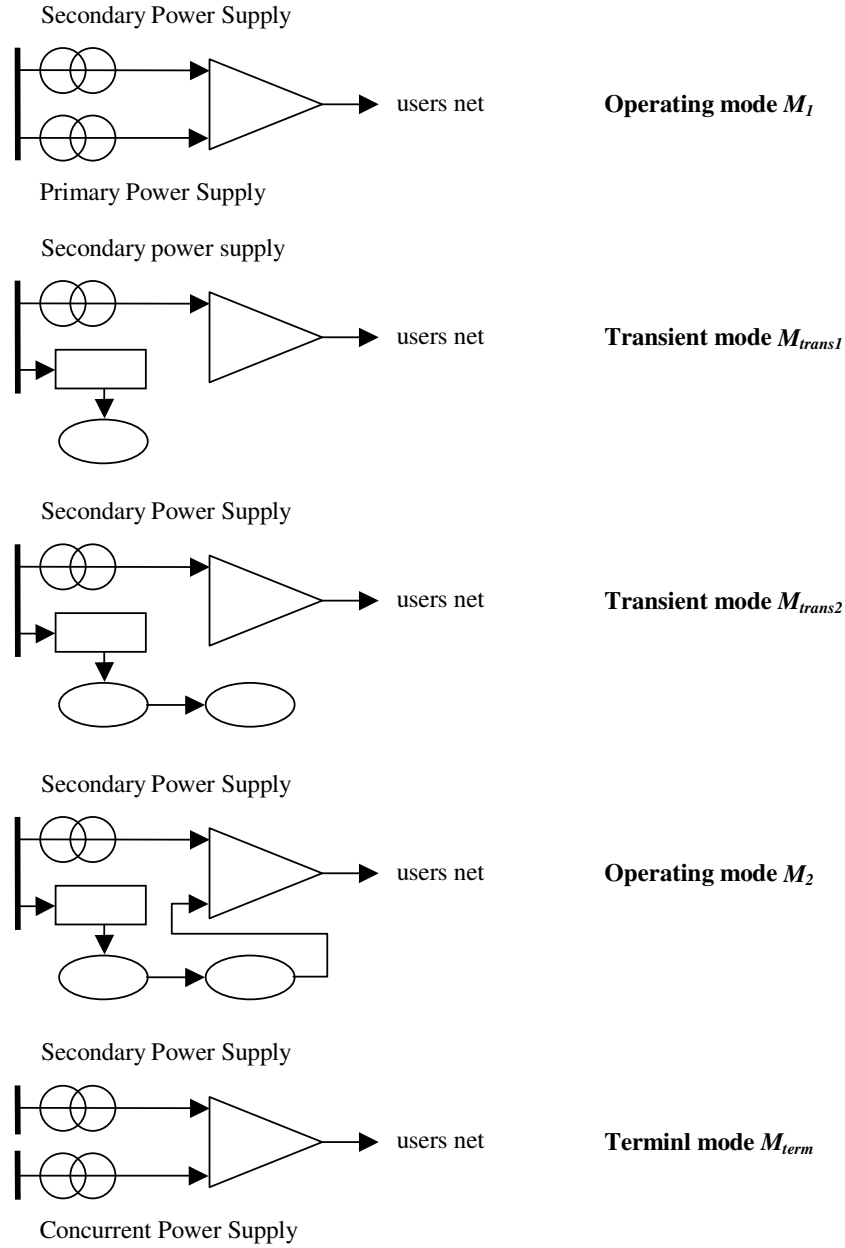 Secondary Power Supply
users net
Operating mode M1
Primary Power Supply
Secondary power supply
users net
Transient mode Mtrans1
Secondary Power Supply
users net
Transient mode Mtrans2
Secondary Power Supply
users net
Operating mode M2
Secondary Power Supply
users net
Terminl mode Mterm
Concurrent Power Supply